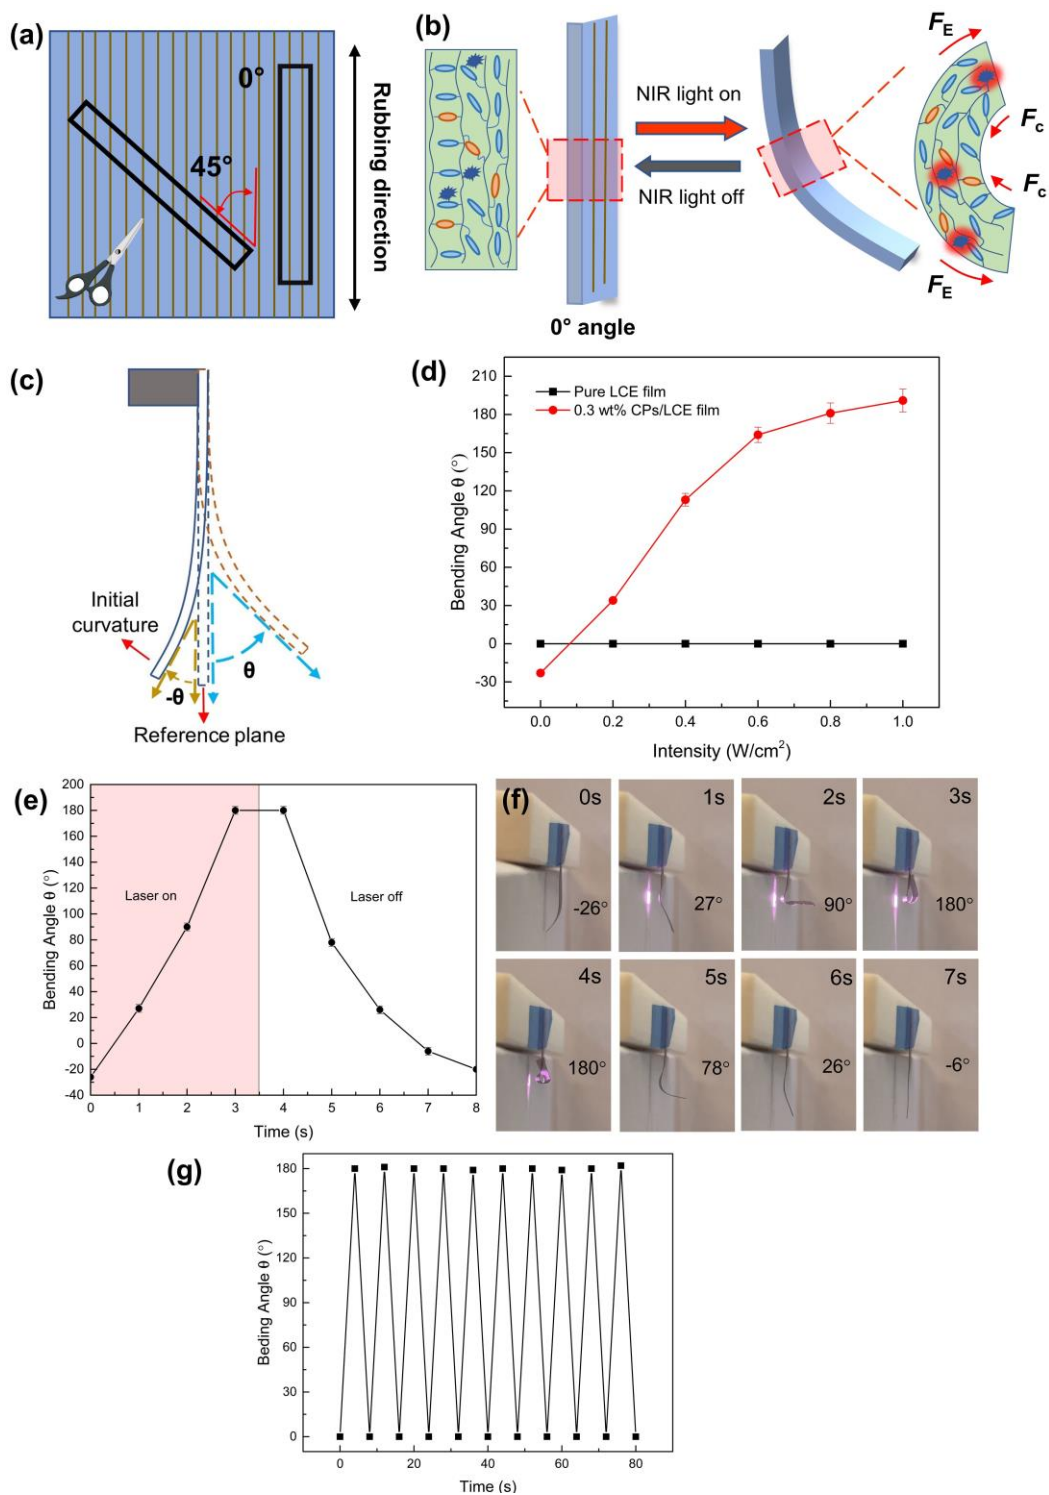 (a)
0°
45°
Rubbing direction
(b)
NIR light on
NIR light off
0° angle
F_E
F_c
F_c
F_E
(c)
Initial
curvature
-θ
θ
Reference plane
(d)
Pure LCE film
0.3 wt% CPs/LCE film
Bending Angle θ (°)
210
180
150
120
90
60
30
0
-30
0.0 0.2 0.4 0.6 0.8 1.0
Intensity (W/cm²)
(e)
Bending Angle θ (°)
200
180
160
140
120
100
80
60
40
20
0
-20
-40
Laser on
Laser off
0 1 2 3 4 5 6 7 8
Time (s)
(f)
0s
-26°
1s
27°
2s
90°
3s
180°
4s
180°
5s
78°
6s
26°
7s
-6°
(g)
Beding Angle θ (°)
180
150
120
90
60
30
0
0 20 40 60 80
Time (s)